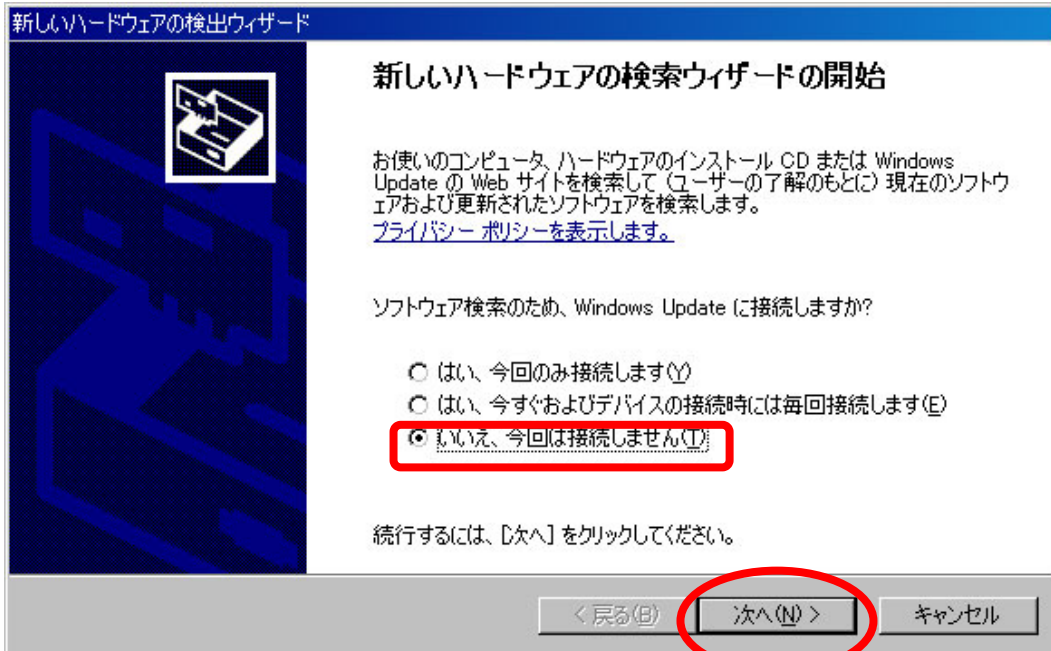 新しいハードウェアの検出ウィザード
新しいハードウェアの検索ウィザードの開始
お使いのコンピュータ、ハードウェアのインストール CD または Windows
Update の Web サイトを検索して (ユーザーの了解のもとに) 現在のソフトウ
ェアおよび更新されたソフトウェアを検索します。
プライバシー ポリシーを表示します。
ソフトウェア検索のため、Windows Update に接続しますか?
はい、今回のみ接続します(Y)
はい、今すぐおよびデバイスの接続時には毎回接続します(E)
いいえ、今回は接続しません(T)
続行するには、[次へ] をクリックしてください。
< 戻る(B)
次へ(N) >
キャンセル